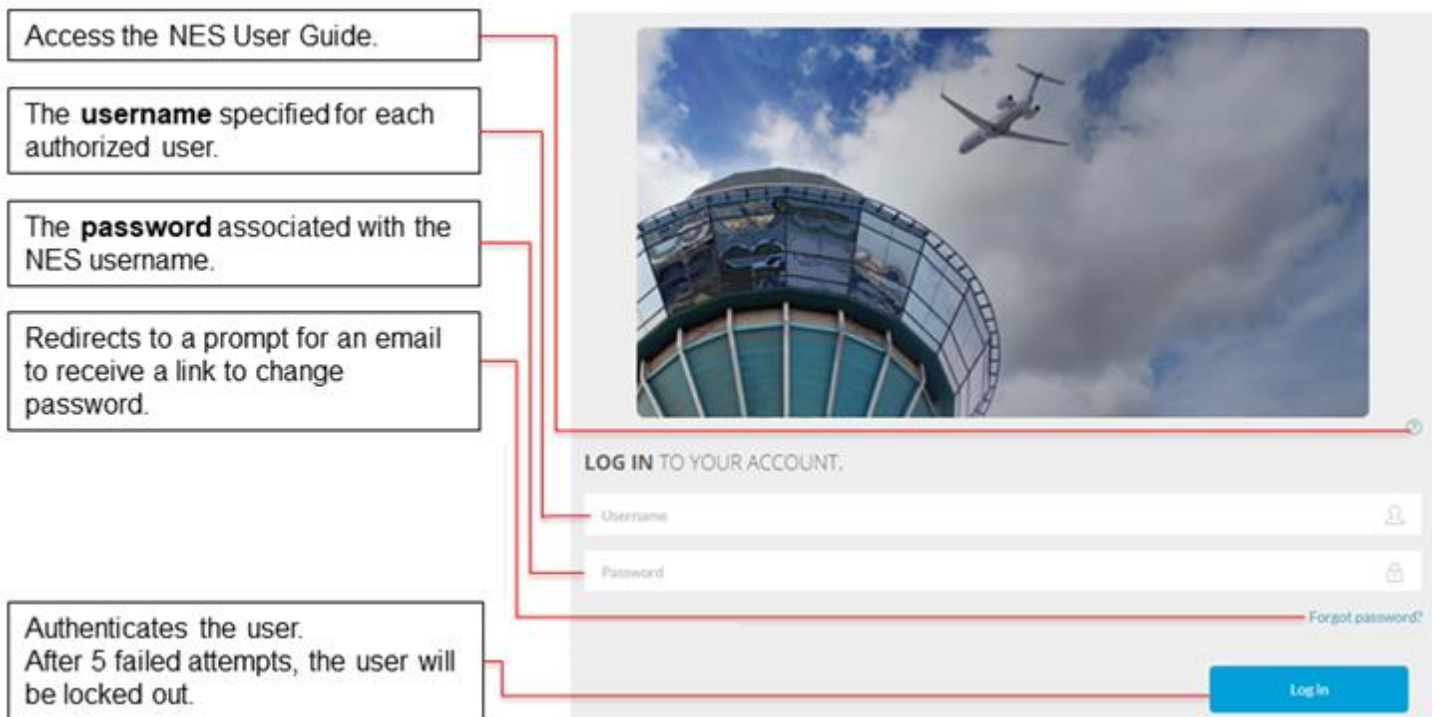 Access the NES User Guide.
The username specified for each
authorized user.
The password associated with the
NES username.
Redirects to a prompt for an email
to receive a link to change
password.
Authenticates the user.
After 5 failed attempts, the user will
be locked out.
?
LOG IN TO YOUR ACCOUNT.
Username
Password
Forgot password?
Log in